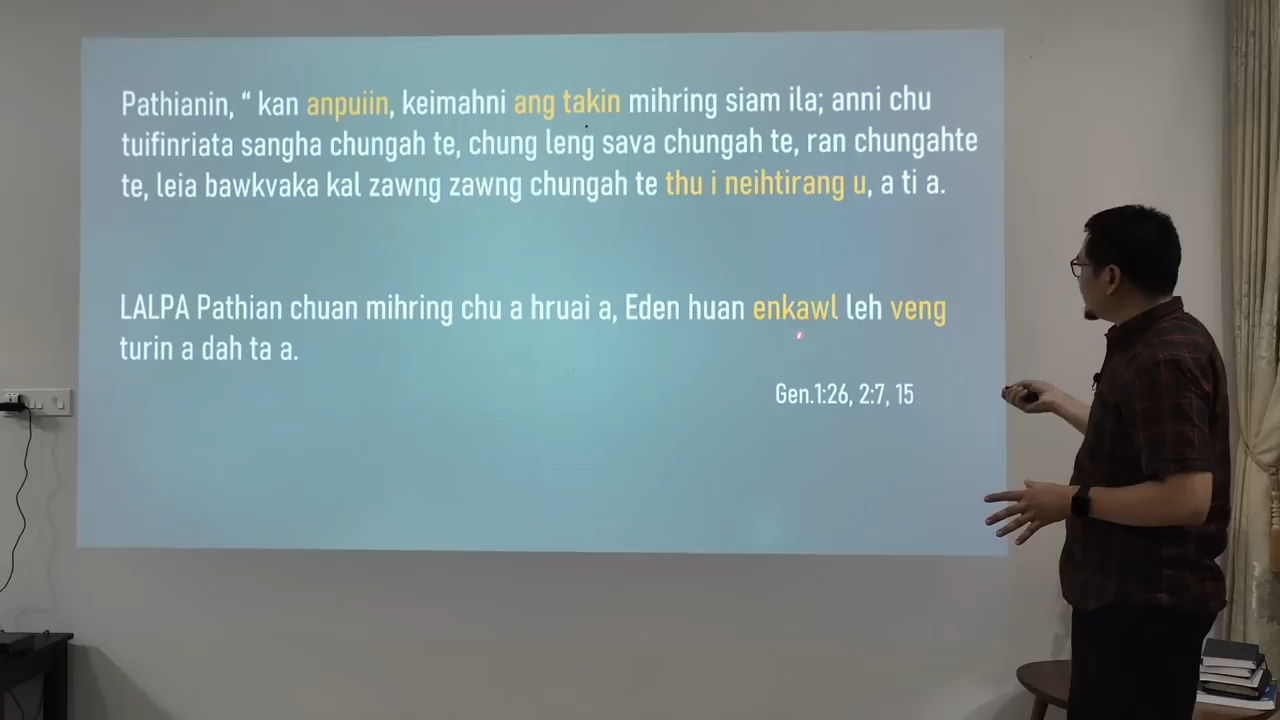 Pathianin, “ kan anpuiin, keimahni ang takin mihring siam ila; anni chu
tuifinriata sangha chungah te, chung leng sava chungah te, ran chungahte
te, leia bawkvaka kal zawng zawng chungah te thu i neihtirang u, a ti a.
LALPA Pathian chuan mihring chu a hruai a, Eden huan enkawl leh veng
turin a dah ta a.
Gen.1:26, 2:7, 15